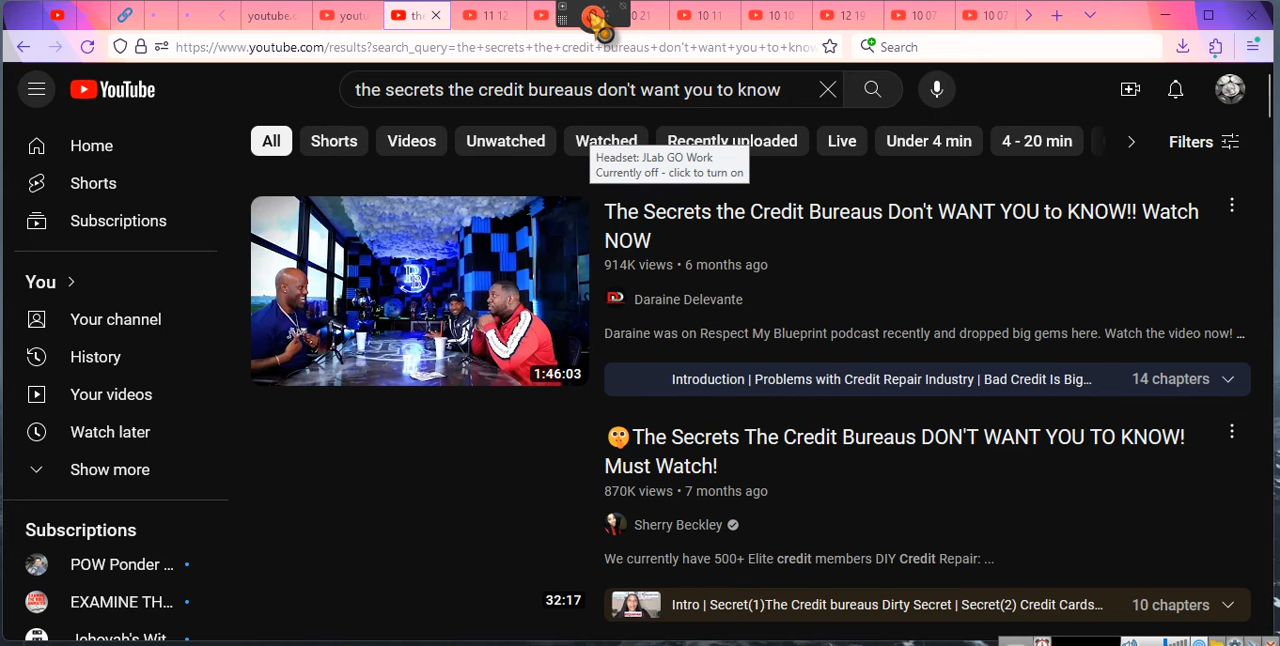 youtube.c
youtu
the
11 12
10 21
10 11
10 10
12 19
10 07
10 07
https://www.youtube.com/results?search_query=the+secrets+the+credit+bureaus+don't+want+you+to+know
Search
YouTube
the secrets the credit bureaus don't want you to know
All
Shorts
Videos
Unwatched
Watched
Recently uploaded
Live
Under 4 min
4 - 20 min
Filters
Headset: JLab GO Work
Currently off - click to turn on
Home
Shorts
Subscriptions
You
Your channel
History
Your videos
Watch later
Show more
Subscriptions
POW Ponder ...
EXAMINE TH...
Jehovah's Wit
1:46:03
The Secrets the Credit Bureaus Don't WANT YOU to KNOW!! Watch
NOW
914K views • 6 months ago
Daraine Delevante
Daraine was on Respect My Blueprint podcast recently and dropped big gems here. Watch the video now! ...
Introduction | Problems with Credit Repair Industry | Bad Credit Is Big...
14 chapters
32:17
🤫The Secrets The Credit Bureaus DON'T WANT YOU TO KNOW!
Must Watch!
870K views • 7 months ago
Sherry Beckley
We currently have 500+ Elite credit members DIY Credit Repair: ...
Intro | Secret(1)The Credit bureaus Dirty Secret | Secret(2) Credit Cards...
10 chapters